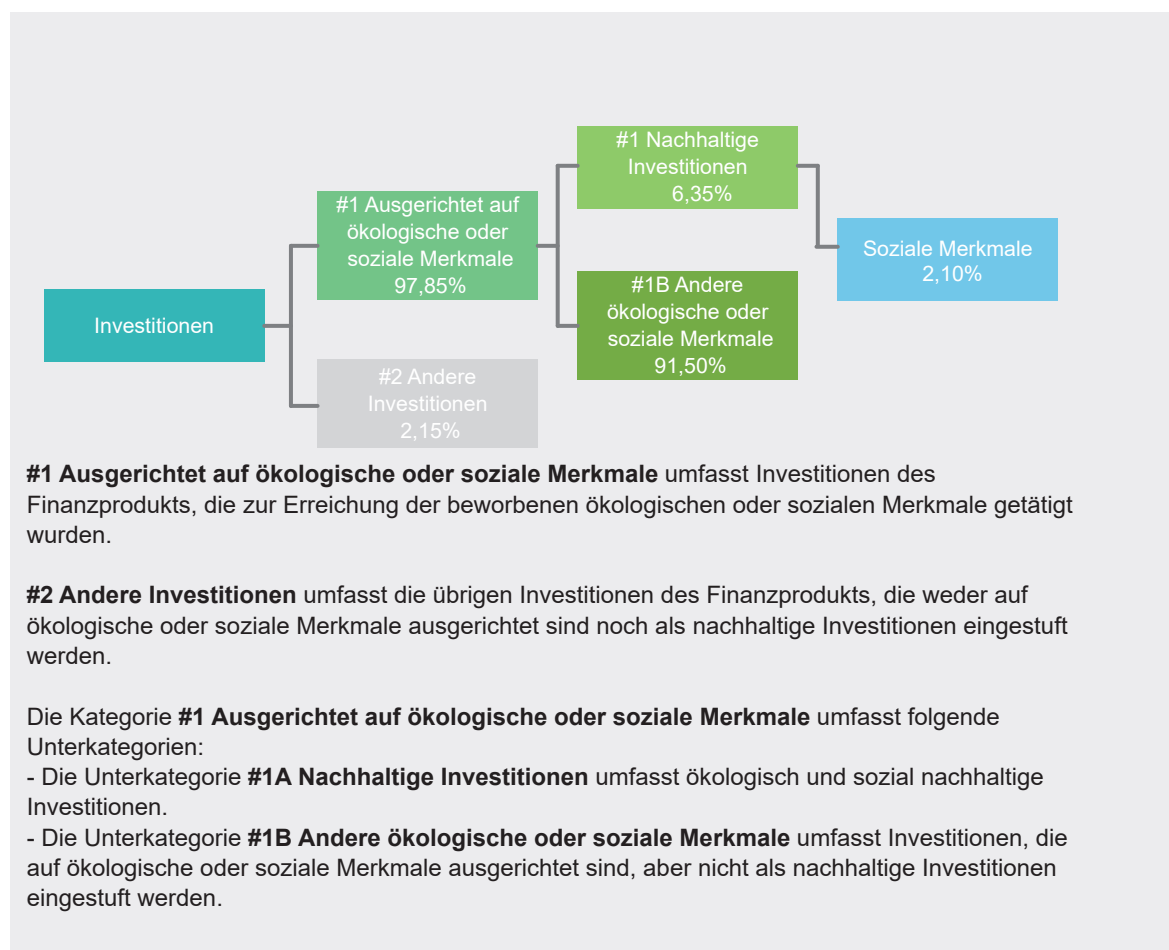 #1 Nachhaltige
Investitionen
6,35%
#1 Ausgerichtet auf
ökologische oder
soziale Merkmale
97,85%
Soziale Merkmale
2,10%
#1B Andere
ökologische oder
soziale Merkmale
91,50%
Investitionen
#2 Andere
Investitionen
2,15%
#1 Ausgerichtet auf ökologische oder soziale Merkmale umfasst Investitionen des
Finanzprodukts, die zur Erreichung der beworbenen ökologischen oder sozialen Merkmale getätigt
wurden.
#2 Andere Investitionen umfasst die übrigen Investitionen des Finanzprodukts, die weder auf
ökologische oder soziale Merkmale ausgerichtet sind noch als nachhaltige Investitionen eingestuft
werden.
Die Kategorie #1 Ausgerichtet auf ökologische oder soziale Merkmale umfasst folgende
Unterkategorien:
- Die Unterkategorie #1A Nachhaltige Investitionen umfasst ökologisch und sozial nachhaltige
Investitionen.
- Die Unterkategorie #1B Andere ökologische oder soziale Merkmale umfasst Investitionen, die
auf ökologische oder soziale Merkmale ausgerichtet sind, aber nicht als nachhaltige Investitionen
eingestuft werden.